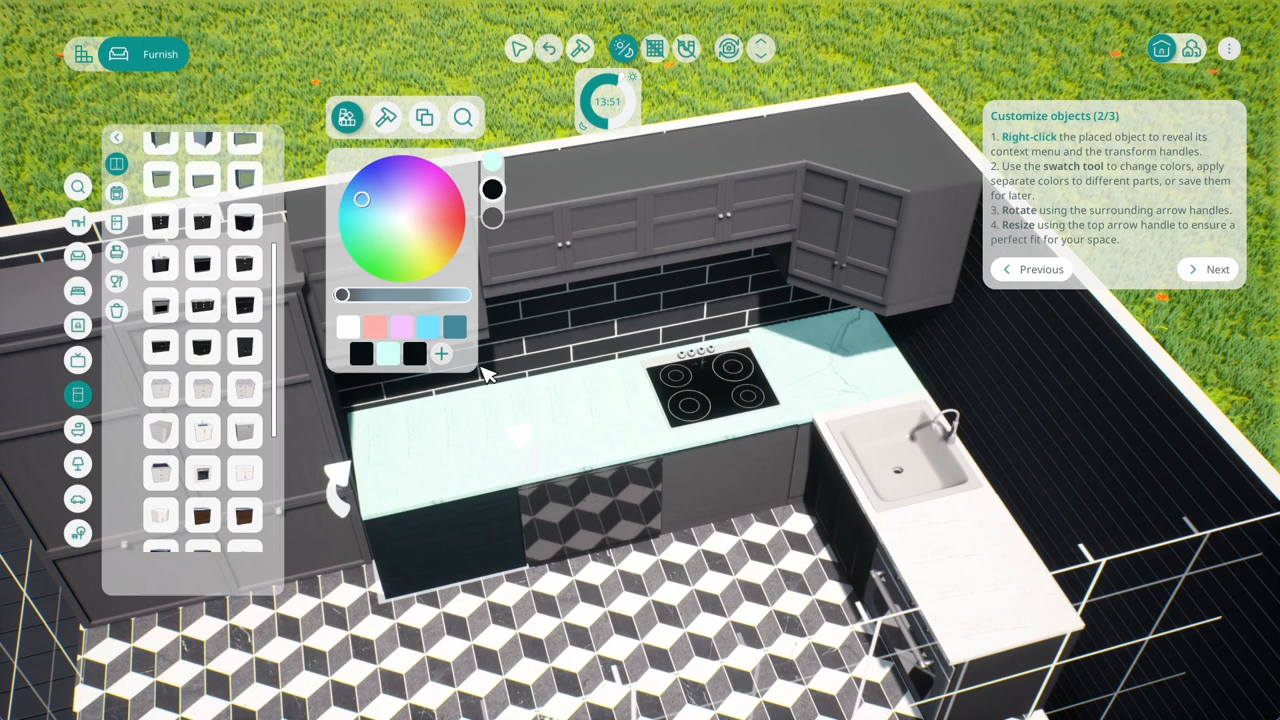 Furnish
13:51
Customize objects (2/3)
1. Right-click the placed object to reveal its
context menu and the transform handles.
2. Use the swatch tool to change colors, apply
separate colors to different parts, or save them
for later.
3. Rotate using the surrounding arrow handles.
4. Resize using the top arrow handle to ensure a
perfect fit for your space.
Previous
Next